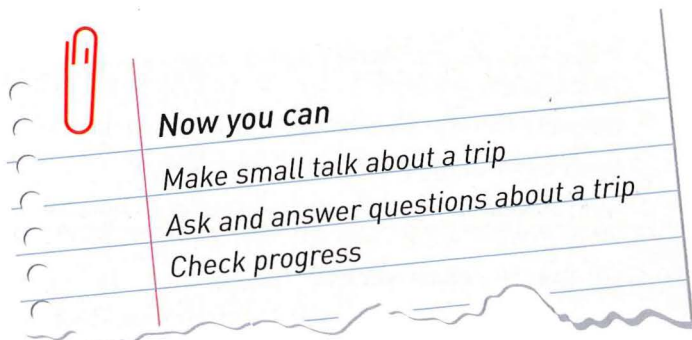 Now you can
Make small talk about a trip
Ask and answer questions about a trip
Check progress